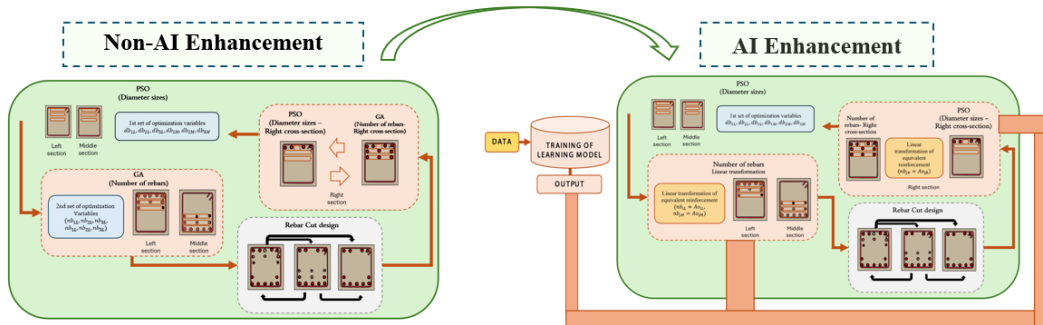 Non-AI Enhancement
AI Enhancement
PSO
(Diameter sizes)
1st set of optimization variables
Left
section
Middle
section
PSO
(Diameter sizes –
Right cross-section)
GA
(Number of rebars-
Right cross-section)
Right
section
GA
(Number of rebars)
2nd set of optimization
Variables
Left
section
Middle
section
Rebar Cut design
DATA
TRAINING OF
LEARNING MODEL
OUTPUT
PSO
(Diameter sizes)
1st set of optimization variables
Left
section
Middle
section
Number of
rebars- Right
cross-section
PSO
(Diameter sizes –
Right cross-section)
Linear
transformation of
equivalent
reinforcement
Right section
Number of rebars
Linear transformation
Linear transformation of
equivalent reinforcement
Left
section
Middle
section
Rebar Cut design